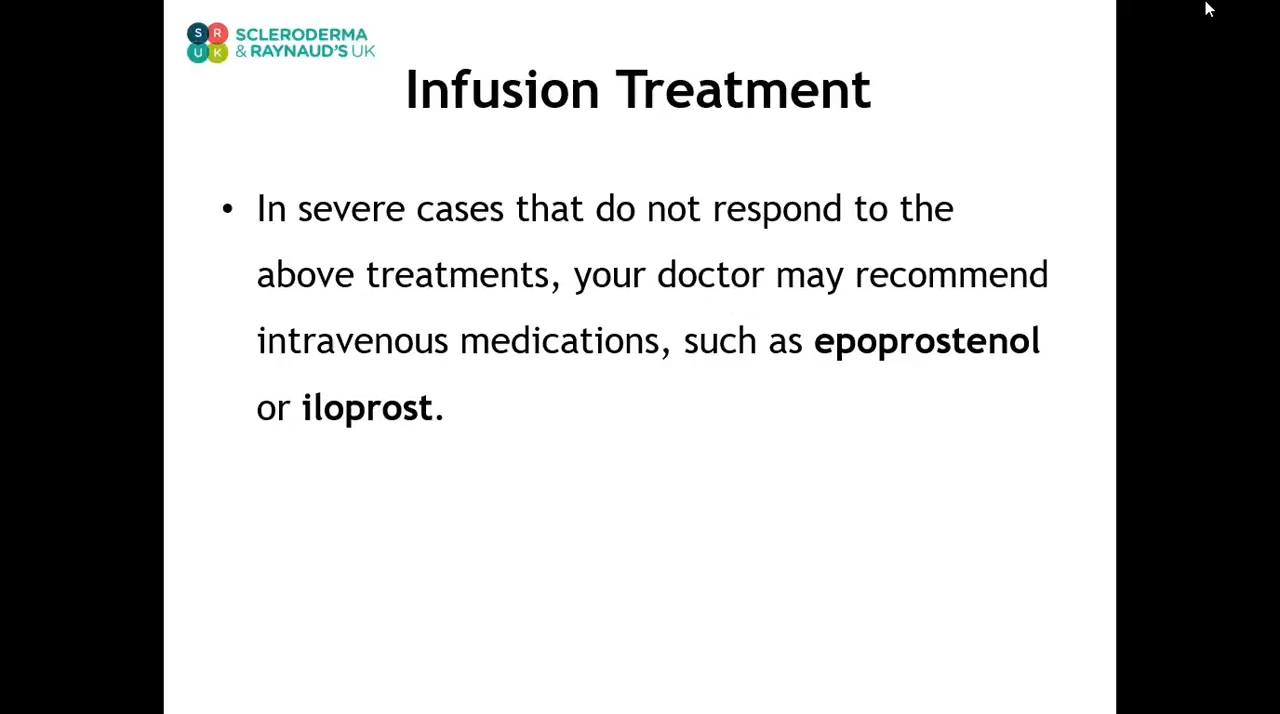 S R
U K
SCLERODERMA
& RAYNAUD'S UK
Infusion Treatment
• In severe cases that do not respond to the
above treatments, your doctor may recommend
intravenous medications, such as epoprostenol
or iloprost.